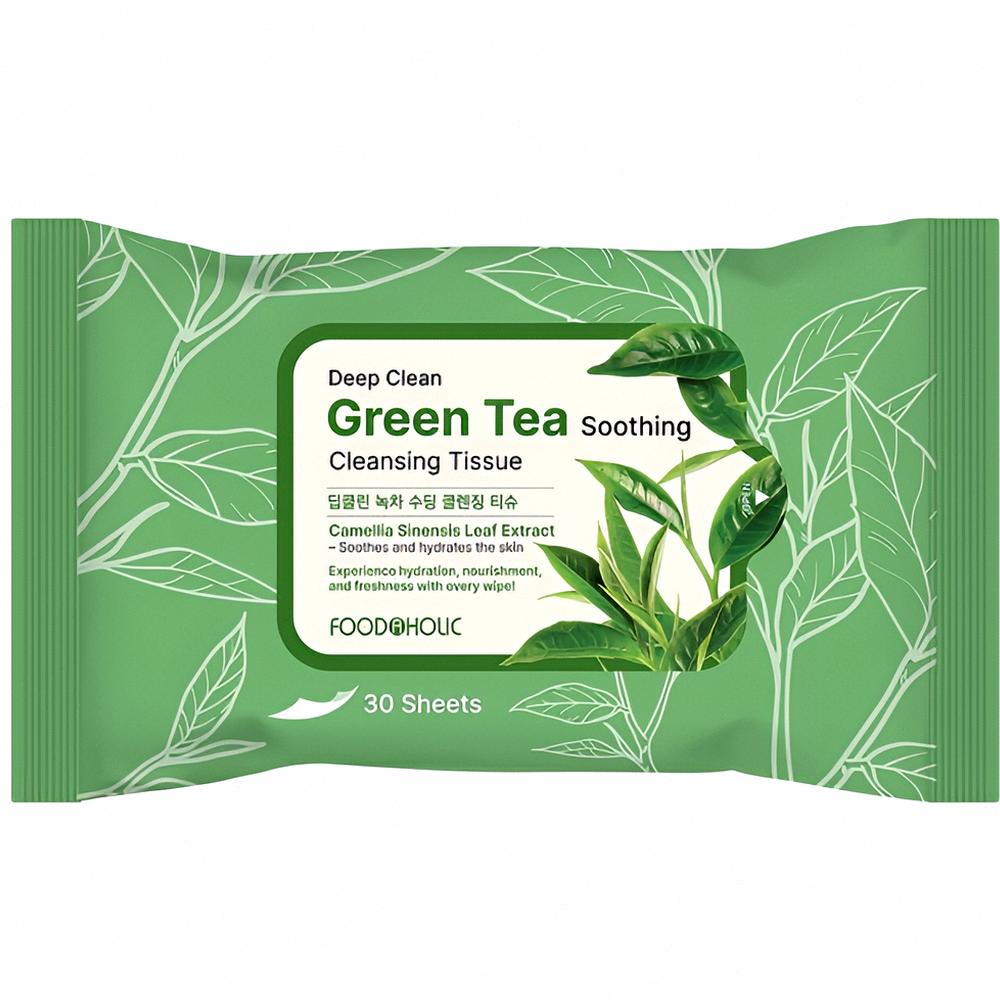 Deep Clean
Green Tea Soothing
Cleansing Tissue
딥클린 녹차 수딩 클렌징 티슈
Camellia Sinensis Leaf Extract
– Soothes and hydrates the skin
Experience hydration, nourishment,
and freshness with every wipe!
OPEN
FOODAHOLIC
30 Sheets